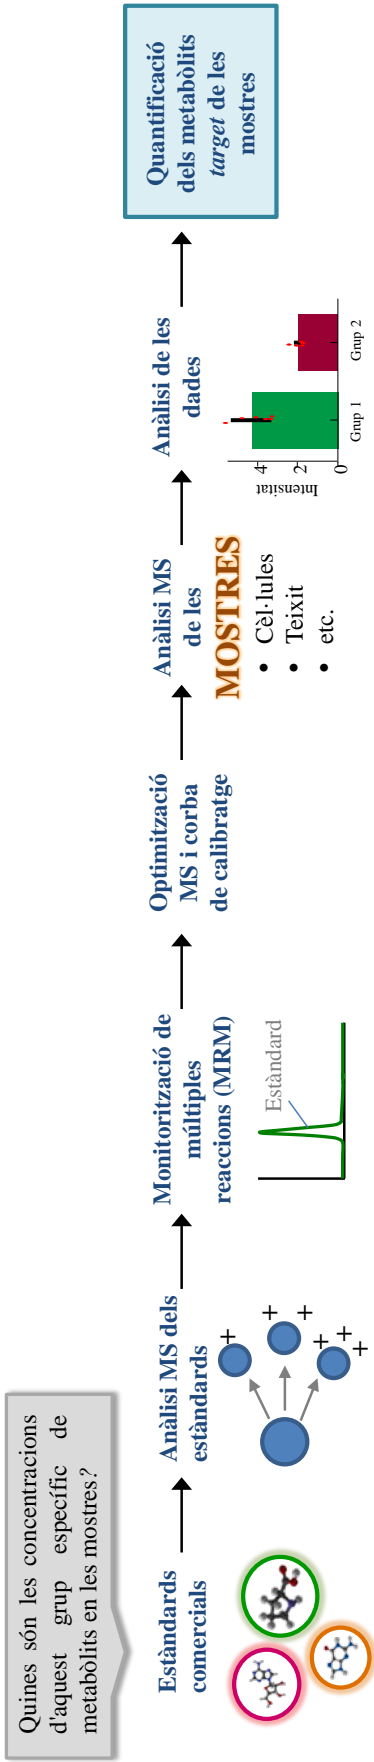 Quines són les concentracions
d'aquest grup específic de
metabòlits en les mostres?
Estàndards
comercials
Anàlisi MS dels
estàndards
+
+
+
+
+
+
Monitorització de
múltiples
reaccions (MRM)
Estàndard
Optimització
MS i corba
de calibratge
Anàlisi MS
de les
MOSTRES
• Cèl·lules
• Teixit
• etc.
Anàlisi de les
dades
Intensitat
4
2
0
Grup 1
Grup 2
Quantificació
dels metabòlits
target de les
mostres